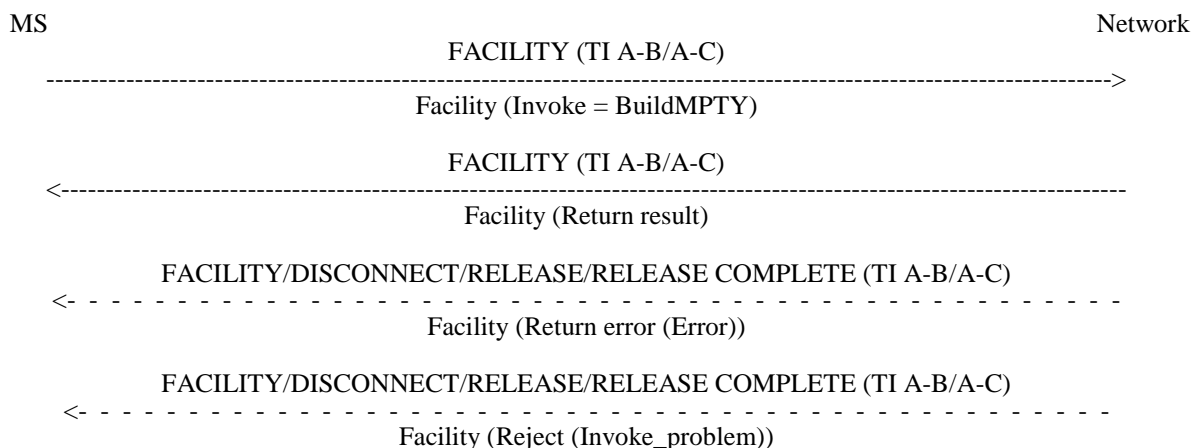 MS Network
FACILITY (TI A-B/A-C)
------------------------------------------------------------------------------------------------------------------------>
Facility (Invoke = BuildMPTY)
FACILITY (TI A-B/A-C)
<------------------------------------------------------------------------------------------------------------------------
Facility (Return result)
FACILITY/DISCONNECT/RELEASE/RELEASE COMPLETE (TI A-B/A-C)
<- - - - - - - - - - - - - - - - - - - - - - - - - - - - - - - - - - - - - - - - - - - - - - - - - - - - - - - - - - - -
Facility (Return error (Error))
FACILITY/DISCONNECT/RELEASE/RELEASE COMPLETE (TI A-B/A-C)
<- - - - - - - - - - - - - - - - - - - - - - - - - - - - - - - - - - - - - - - - - - - - - - - - - - - - - - - - - - -
Facility (Reject (Invoke_problem))